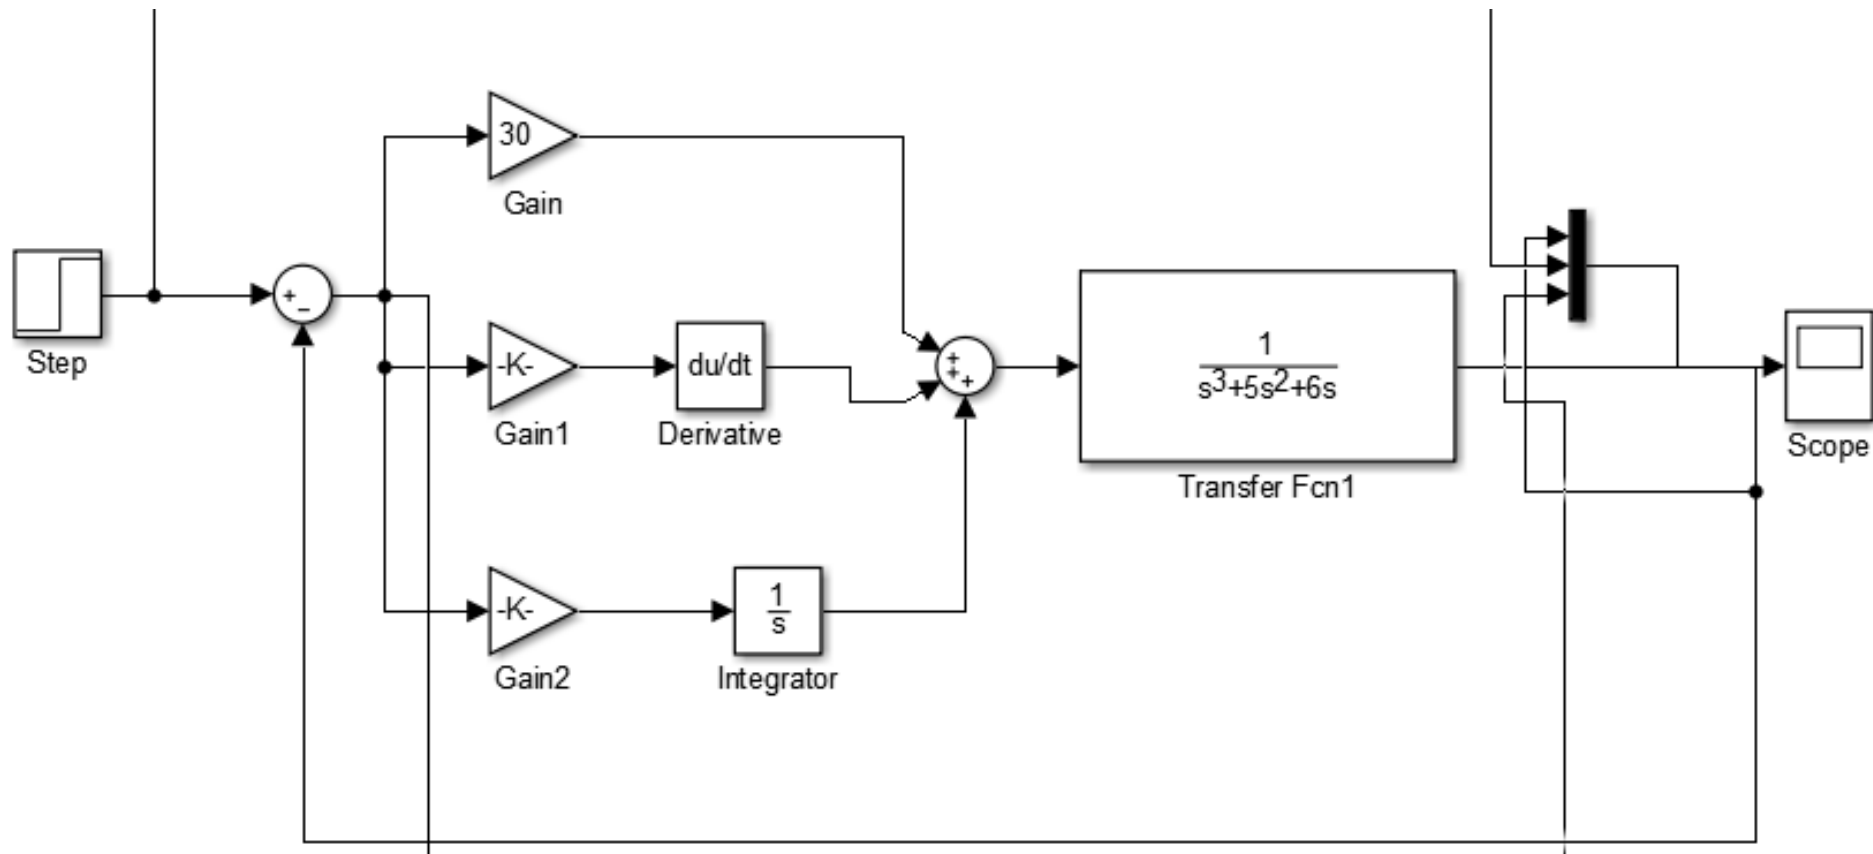 30
Gain
+
−
Step
-K-
Gain1
du/dt
Derivative
+
+
+
1
s3+5s2+6s
Transfer Fcn1
Scope
-K-
Gain2
1
s
Integrator